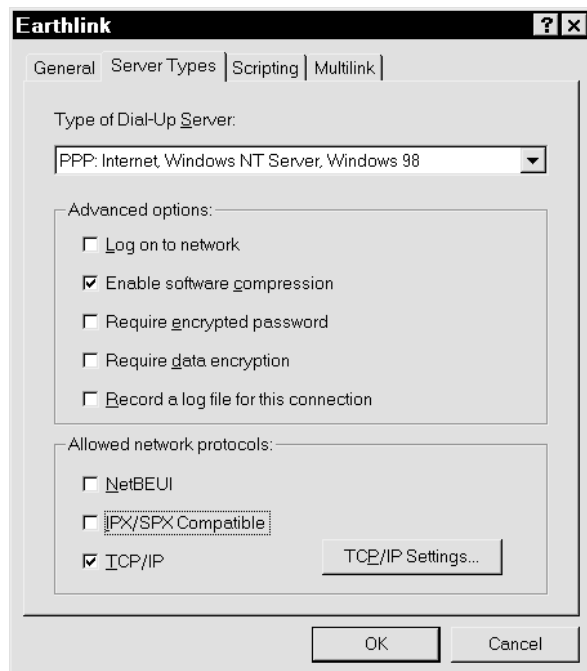 Earthlink
General Server Types Scripting Multilink
Type of Dial-Up Server:
PPP: Internet, Windows NT Server, Windows 98
Advanced options:
Log on to network
Enable software compression
Require encrypted password
Require data encryption
Record a log file for this connection
Allowed network protocols:
NetBEUI
IPX/SPX Compatible
TCP/IP TCP/IP Settings...
OK Cancel